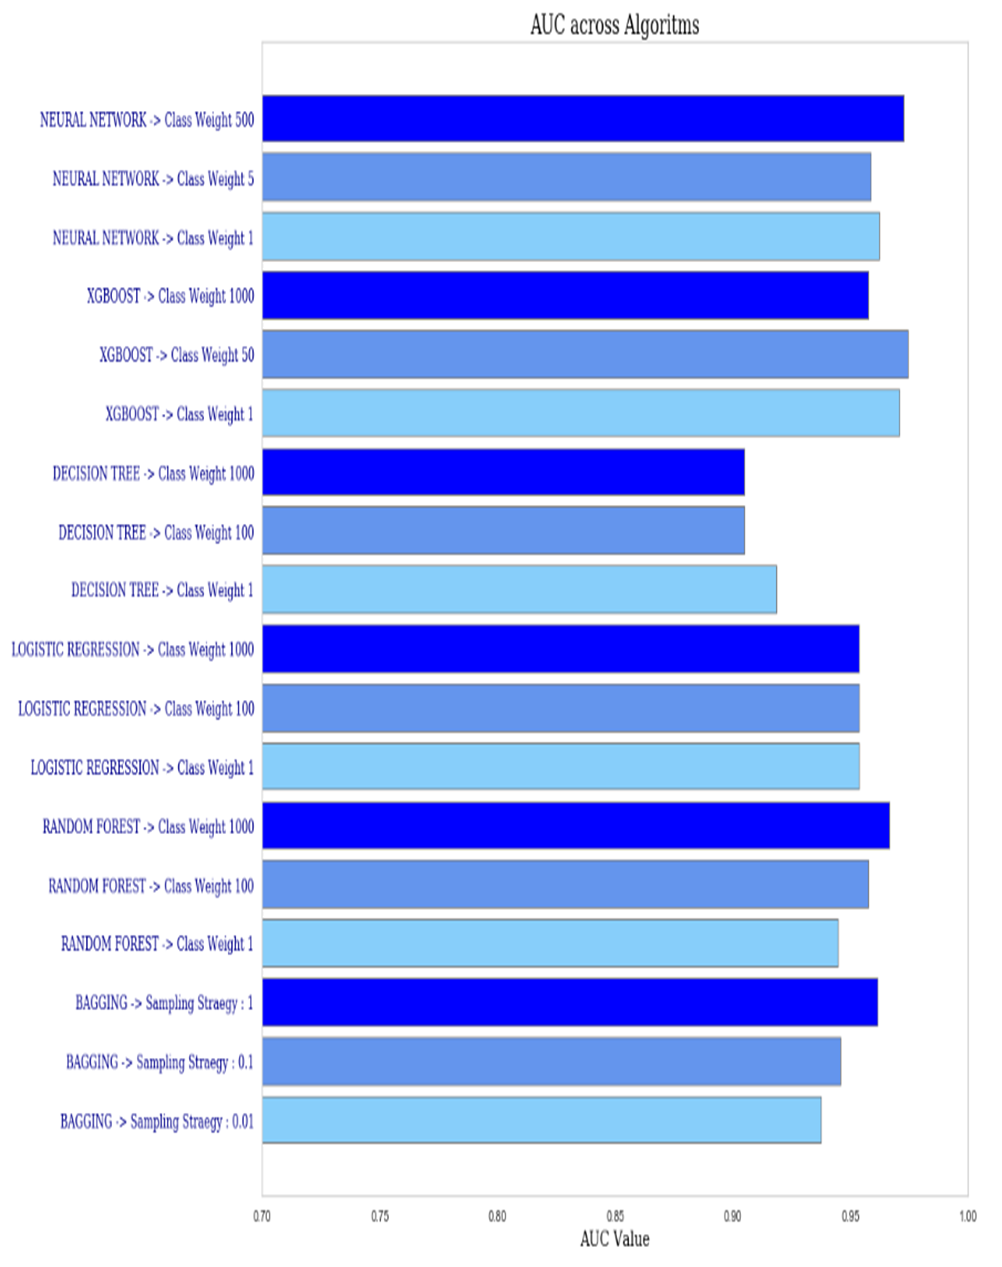 AUC across Algoritms
NEURAL NETWORK -> Class Weight 500
NEURAL NETWORK -> Class Weight 5
NEURAL NETWORK -> Class Weight 1
XGBOOST -> Class Weight 1000
XGBOOST -> Class Weight 50
XGBOOST -> Class Weight 1
DECISION TREE -> Class Weight 1000
DECISION TREE -> Class Weight 100
DECISION TREE -> Class Weight 1
LOGISTIC REGRESSION -> Class Weight 1000
LOGISTIC REGRESSION -> Class Weight 100
LOGISTIC REGRESSION -> Class Weight 1
RANDOM FOREST -> Class Weight 1000
RANDOM FOREST -> Class Weight 100
RANDOM FOREST -> Class Weight 1
BAGGING -> Sampling Straegy : 1
BAGGING -> Sampling Straegy : 0.1
BAGGING -> Sampling Straegy : 0.01
0.70 0.75 0.80 0.85 0.90 0.95 1.00
AUC Value